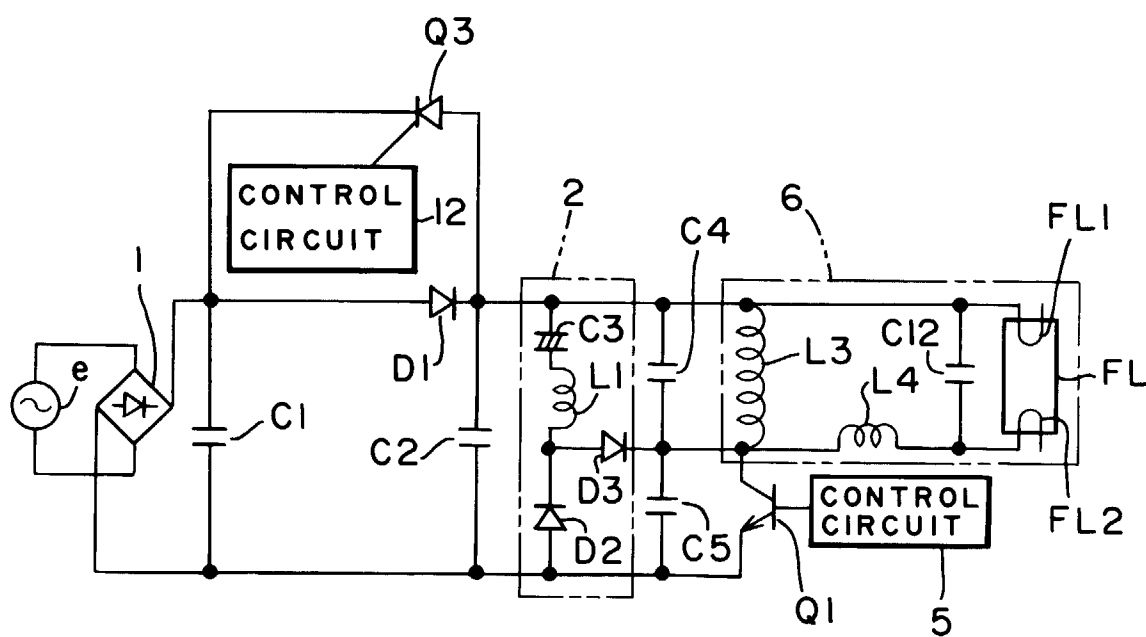 Q3
CONTROL
CIRCUIT
12
2
6
FL1
C4
1
C3
C12
D1
L1
L3
L4
FL
e
C1
C2
D3
CONTROL
CIRCUIT
FL2
D2
C5
Q1
5